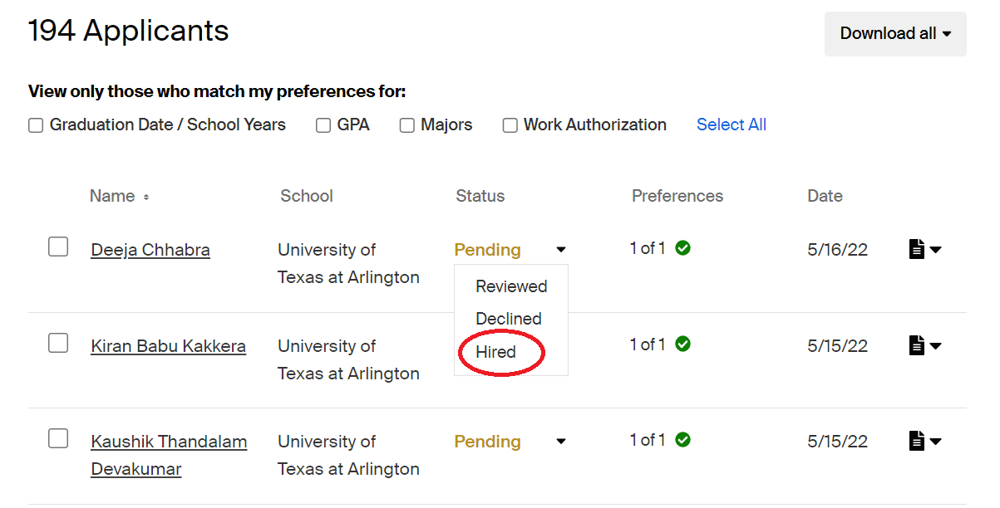 194 Applicants
Download all
View only those who match my preferences for:
Graduation Date / School Years GPA Majors Work Authorization Select All
Name School Status Preferences Date
Deeja Chhabra University of Pending 1 of 1 5/16/22
Texas at Arlington
Reviewed
Declined
Kiran Babu Kakkera University of Hired 1 of 1 5/15/22
Texas at Arlington
Kaushik Thandalam University of Pending 1 of 1 5/15/22
Devakumar Texas at Arlington